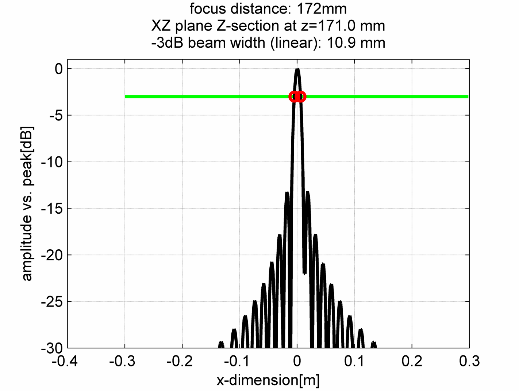 focus distance: 172mm
XZ plane Z-section at z=171.0 mm
-3dB beam width (linear): 10.9 mm
amplitude vs. peak[dB]
0
-5
-10
-15
-20
-25
-30
-0.4 -0.3 -0.2 -0.1 0 0.1 0.2 0.3
x-dimension[m]